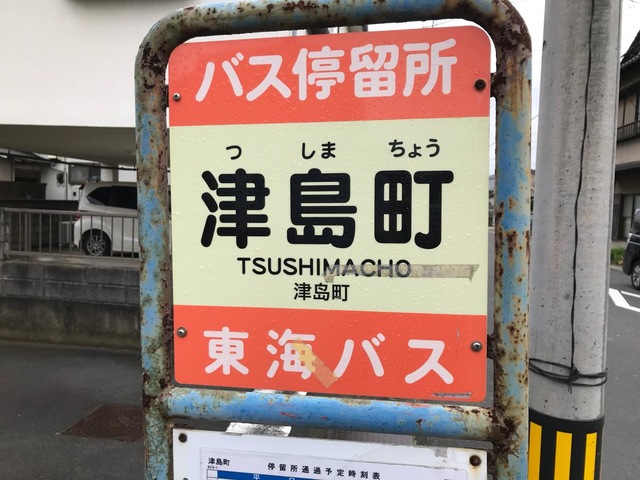 バス停留所
つ しま ちょう
津島町
TSUSHIMACHO
津岛町
東海バス
津島町
停留所通過予定時刻表